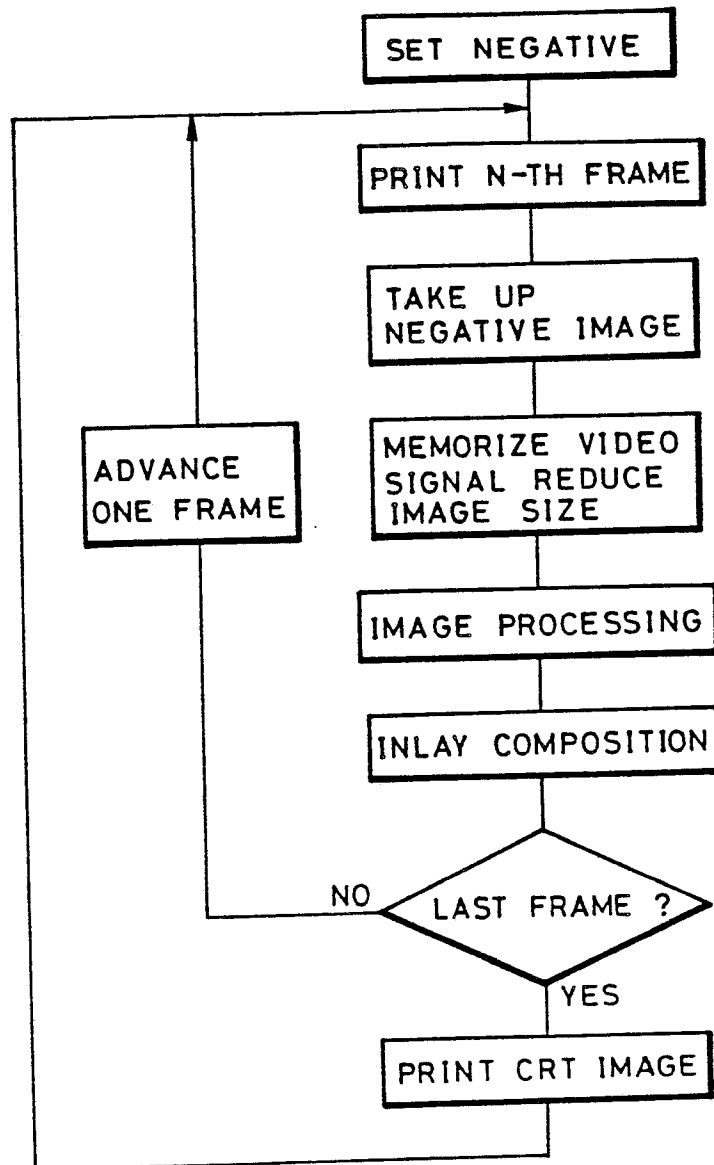 SET NEGATIVE
PRINT N-TH FRAME
TAKE UP
NEGATIVE IMAGE
MEMORIZE VIDEO
SIGNAL REDUCE
IMAGE SIZE
ADVANCE
ONE FRAME
IMAGE PROCESSING
INLAY COMPOSITION
NO
LAST FRAME ?
YES
PRINT CRT IMAGE